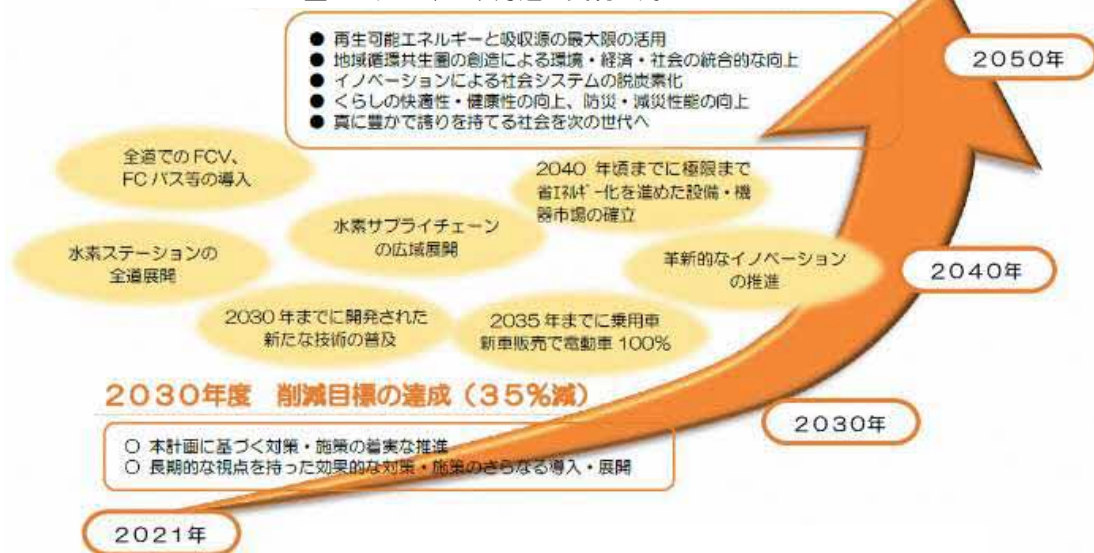 ● 再生可能エネルギーと吸収源の最大限の活用
● 地域循環共生圏の創造による環境・経済・社会の統合的な向上
● イノベーションによる社会システムの脱炭素化
● くらしの快適性・健康性の向上、防災・減災性能の向上
● 真に豊かで誇りを持てる社会を次の世代へ
2050年
全道でのFCV、
FCバス等の導入
2040 年頃までに極限まで
省ｴﾈﾙｷﾞｰ化を進めた設備・機
器市場の確立
水素サプライチェーン
の広域展開
水素ステーションの
全道展開
革新的なイノベーション
の推進
2040年
2030年までに開発された
新たな技術の普及
2035年までに乗用車
新車販売で電動車100%
2030年度 削減目標の達成（35%減）
2030年
○ 本計画に基づく対策・施策の着実な推進
○ 長期的な視点を持った効果的な対策・施策のさらなる導入・展開
2021年